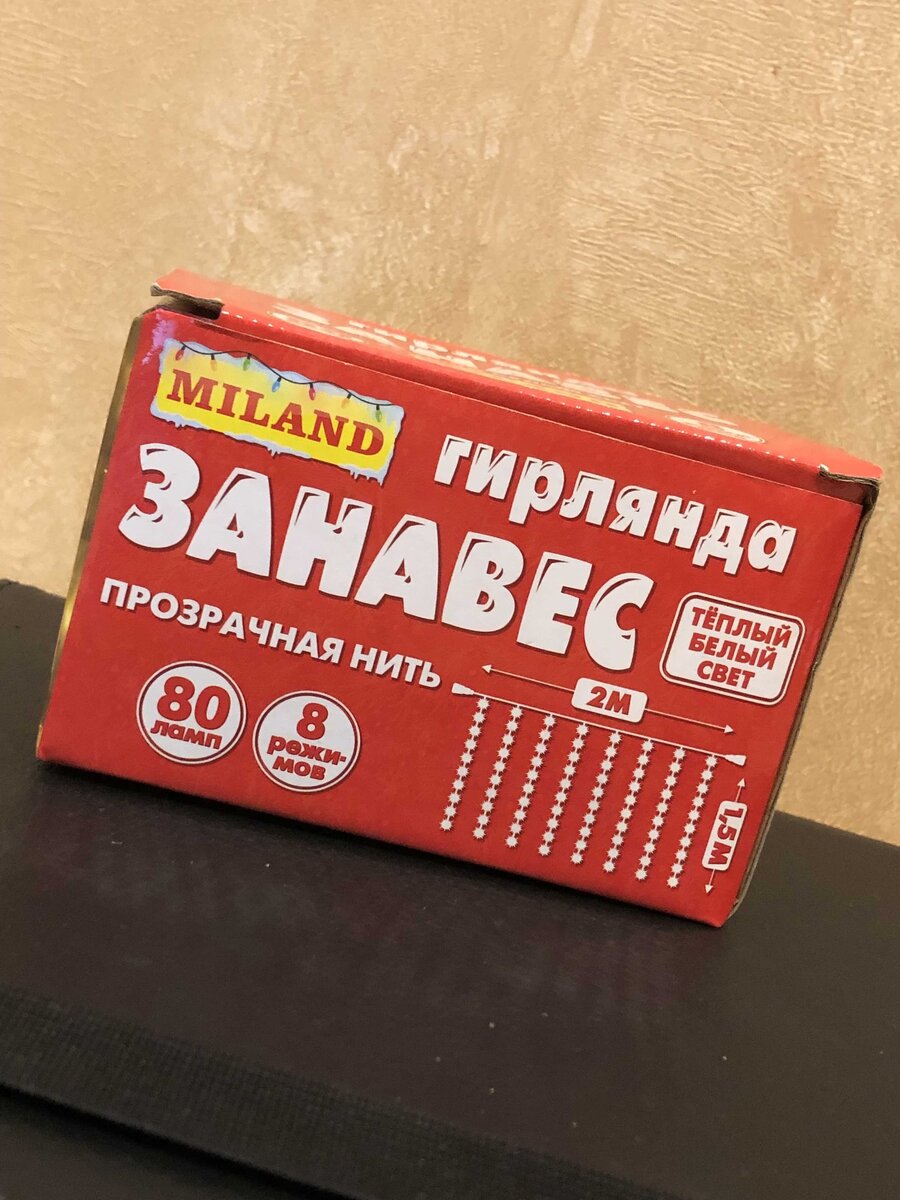 MILAND
гирлянда
ЗАНАВЕС
ПРОЗРАЧНАЯ НИТЬ
ТЁПЛЫЙ
БЕЛЫЙ
СВЕТ
80
ламп
8
режи-
мов
2М
1,5М